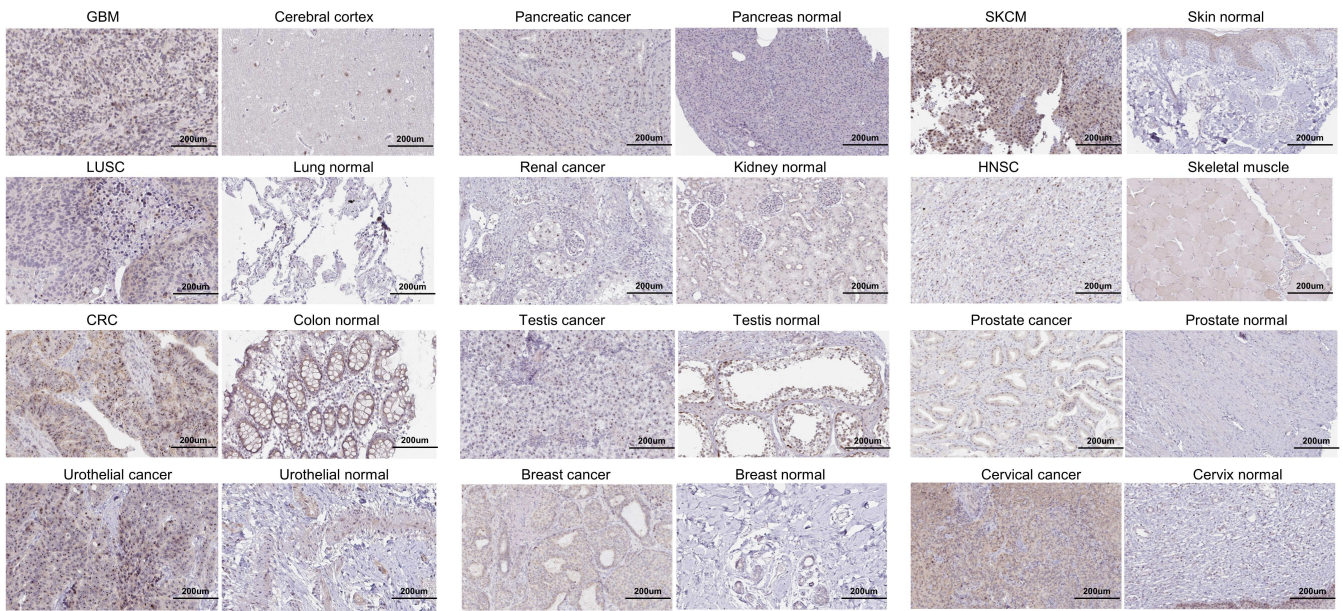 GBM Cerebral cortex Pancreatic cancer Pancreas normal SKCM Skin normal
200um 200um 200um 200um 200um 200um
LUSC Lung normal Renal cancer Kidney normal HNSC Skeletal muscle
200um 200um 200um 200um 200um 200um
CRC Colon normal Testis cancer Testis normal Prostate cancer Prostate normal
200um 200um 200um 200um 200um 200um
Urothelial cancer Urothelial normal Breast cancer Breast normal Cervical cancer Cervix normal
200um 200um 200um 200um 200um 200um